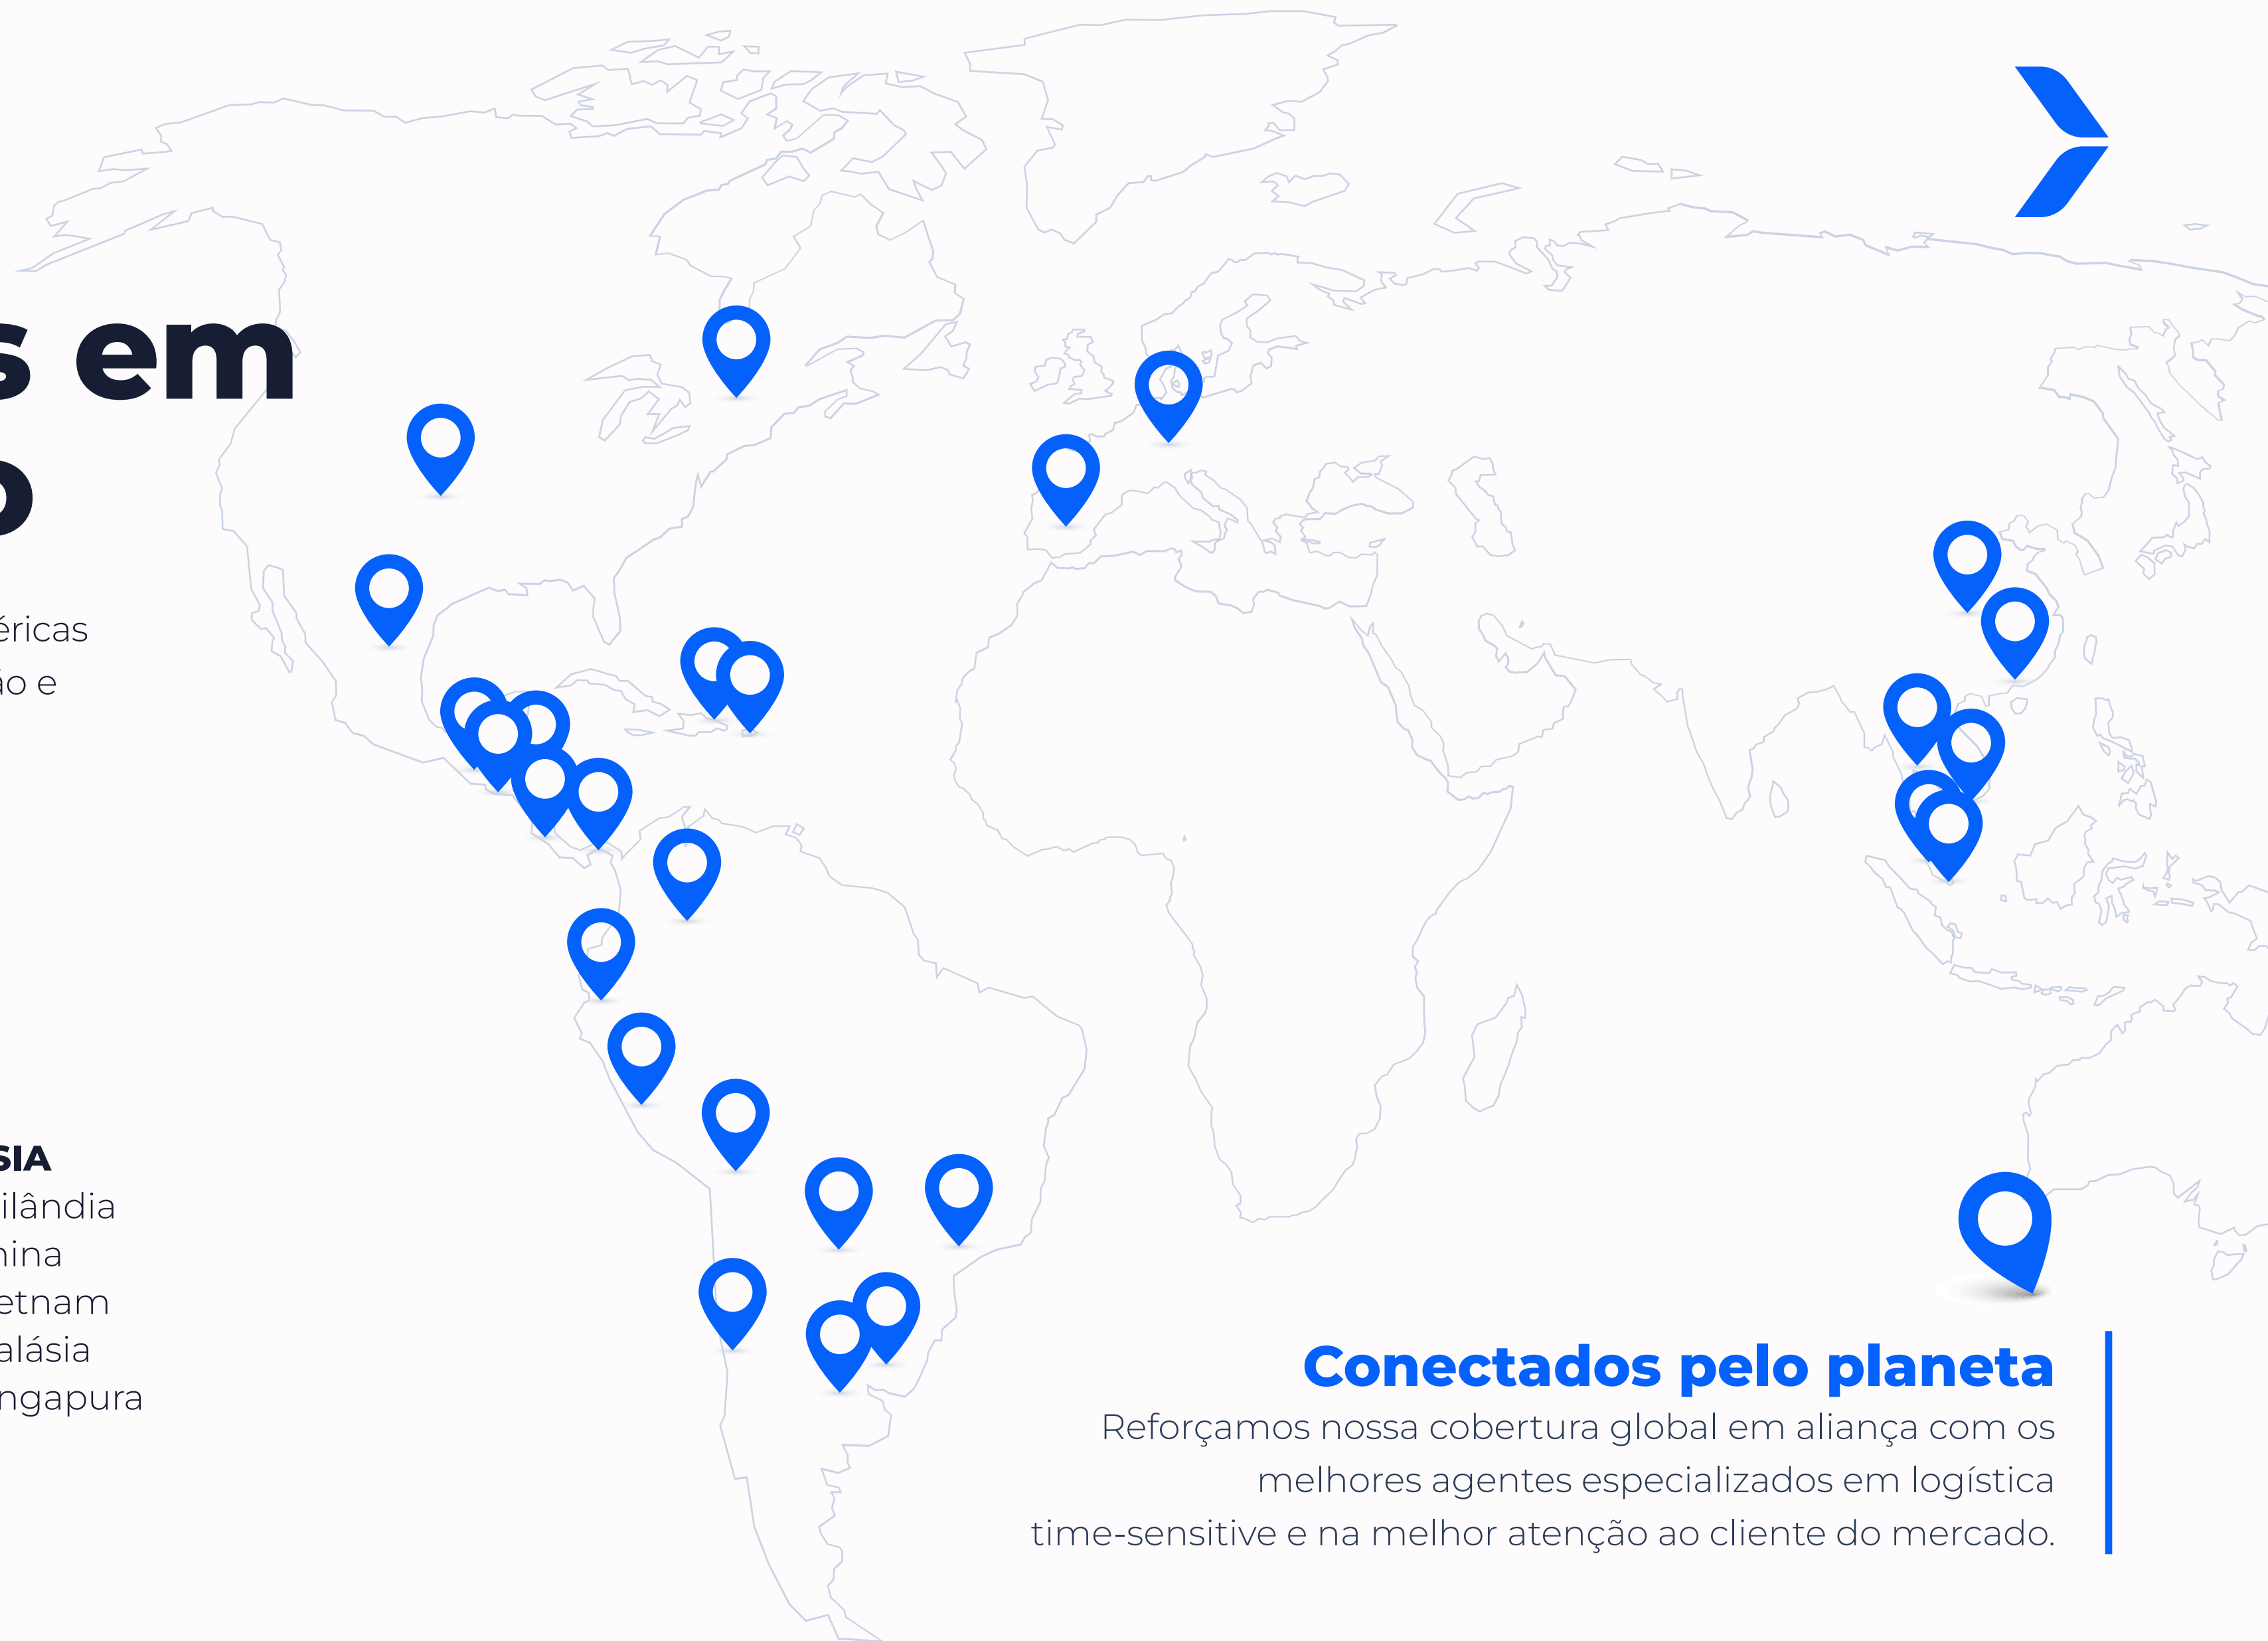 s em
o
éricas
ão e
SIA
ilândia
hina
etnam
alásia
ngapura
Conectados pelo planeta
Reforçamos nossa cobertura global em aliança com os
melhores agentes especializados em logística
time-sensitive e na melhor atenção ao cliente do mercado.